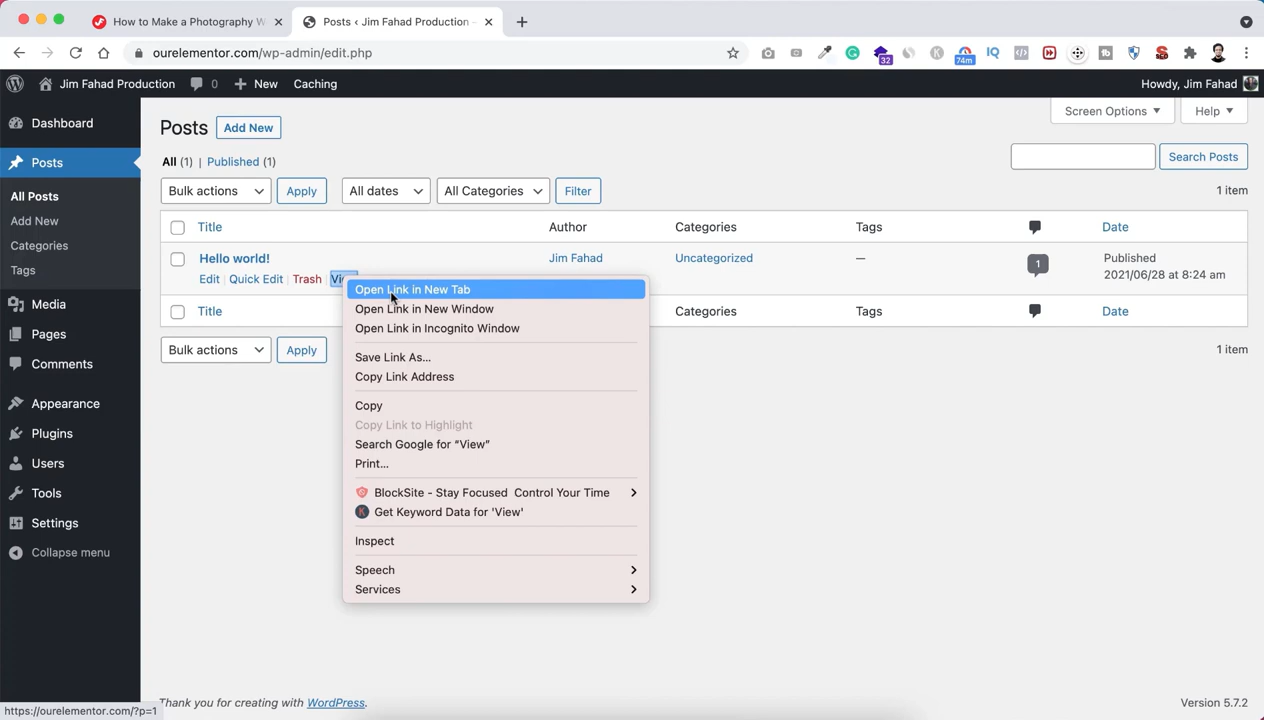 How to Make a Photography W
Posts ‹ Jim Fahad Production –
ourelementor.com/wp-admin/edit.php
32
74m
IQ
Jim Fahad Production
0
New
Caching
Howdy, Jim Fahad
Dashboard
Posts
All Posts
Add New
Categories
Tags
Media
Pages
Comments
Appearance
Plugins
Users
Tools
Settings
Collapse menu
Posts
Add New
Screen Options
Help
All (1) | Published (1)
Search Posts
Bulk actions
Apply
All dates
All Categories
Filter
1 item
Title
Author
Categories
Tags
Date
Hello world!
Jim Fahad
Uncategorized
—
1
Published
2021/06/28 at 8:24 am
Edit | Quick Edit | Trash |
Title
Categories
Tags
Date
Bulk actions
Apply
1 item
Open Link in New Tab
Open Link in New Window
Open Link in Incognito Window
Save Link As...
Copy Link Address
Copy
Copy Link to Highlight
Search Google for “View”
Print...
BlockSite - Stay Focused Control Your Time
Get Keyword Data for 'View'
Inspect
Speech
Services
Thank you for creating with WordPress.
Version 5.7.2
https://ourelementor.com/?p=1